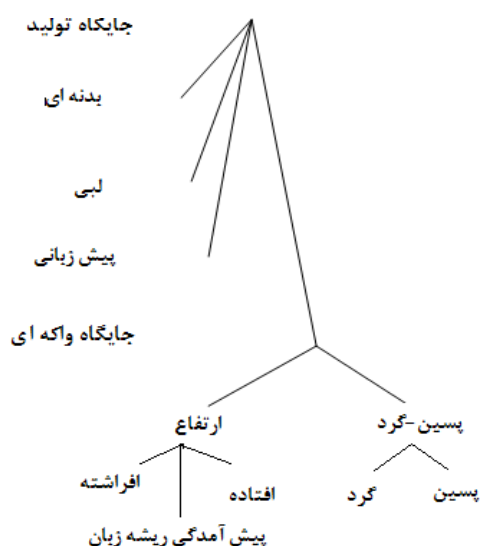 جایکاه تولید
بدنه ای
لبی
پیش زبانی
جایگاه واکه ای
پسین-گرد
ارتفاع
پسین
گرد
افتاده
افراشته
پیش آمدگی ریشه زبان